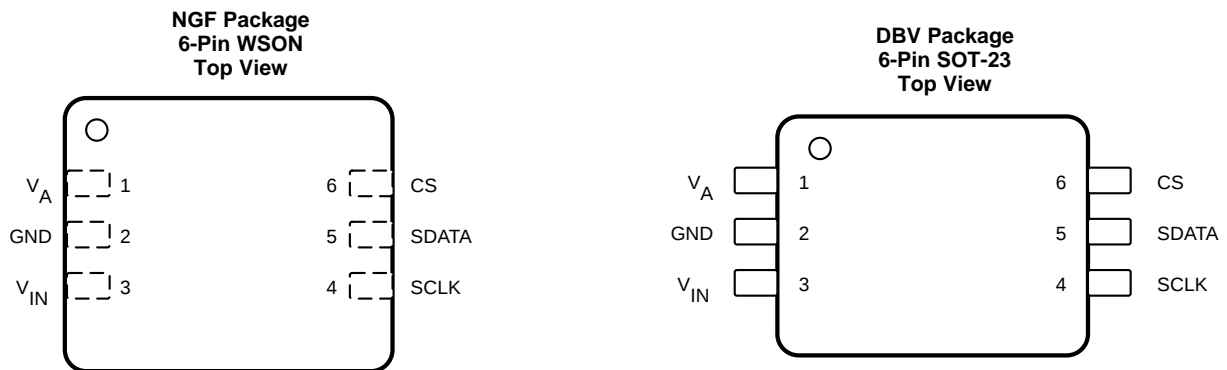 NGF Package
6-Pin WSON
Top View
VA 1 6 CS
GND 2 5 SDATA
VIN 3 4 SCLK
DBV Package
6-Pin SOT-23
Top View
VA 1 6 CS
GND 2 5 SDATA
VIN 3 4 SCLK